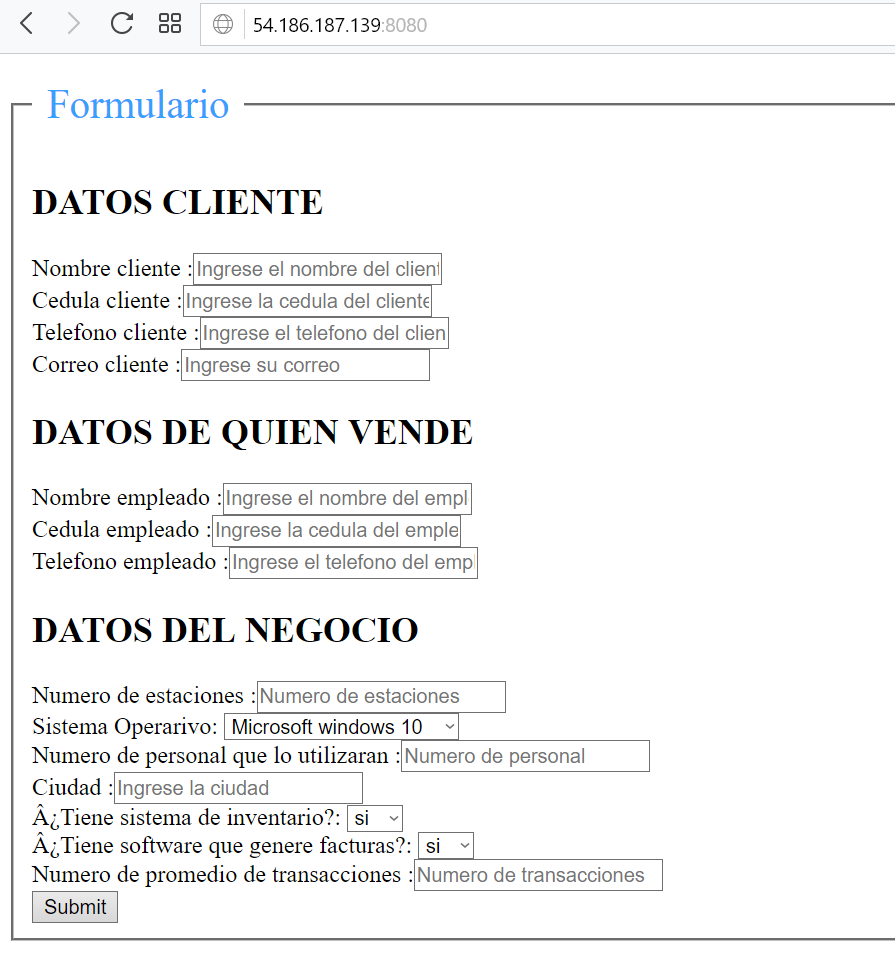 54.186.187.139:8080
Formulario
DATOS CLIENTE
Nombre cliente :Ingrese el nombre del client
Cedula cliente :Ingrese la cedula del cliente
Telefono cliente :Ingrese el telefono del clien
Correo cliente :Ingrese su correo
DATOS DE QUIEN VENDE
Nombre empleado :Ingrese el nombre del empl
Cedula empleado :Ingrese la cedula del emple
Telefono empleado :Ingrese el telefono del emp
DATOS DEL NEGOCIO
Numero de estaciones :Numero de estaciones
Sistema Operarivo: Microsoft windows 10
Numero de personal que lo utilizaran :Numero de personal
Ciudad :Ingrese la ciudad
Â¿Tiene sistema de inventario?: si
Â¿Tiene software que genere facturas?: si
Numero de promedio de transacciones :Numero de transacciones
Submit